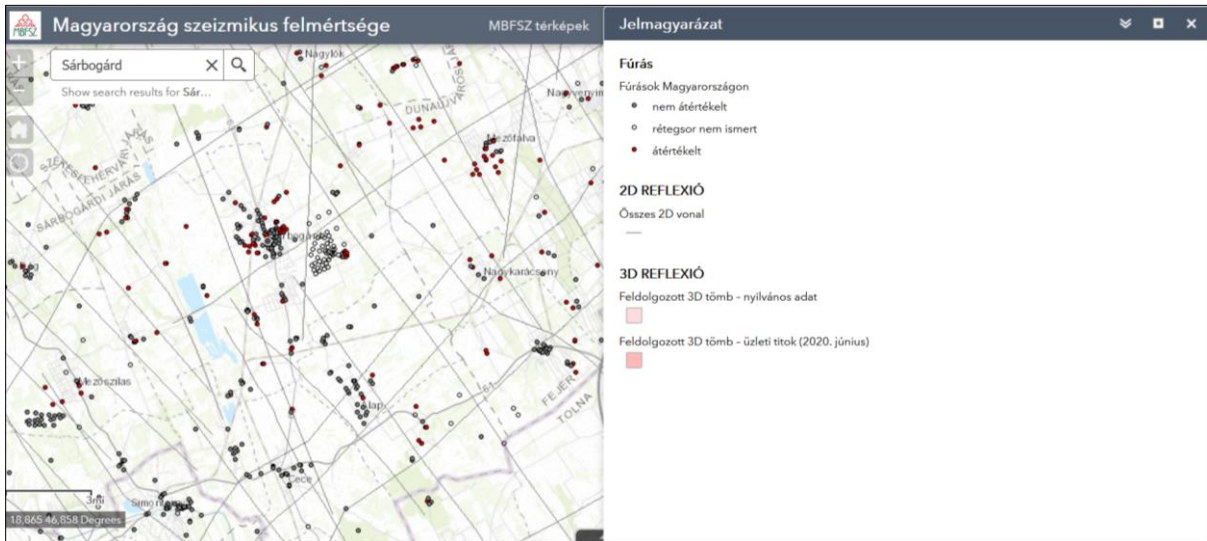 MBFSZ
Magyarország szeizmikus felmértsége
MBFSZ térképek
Sárbogárd
Show search results for Sár...
Nagylók
DUNAÚJVÁROSI JÁRÁS
Mezőfalva
SZÉKESFEHÉRVÁRI JÁRÁS
SÁRBOGÁRDI JÁRÁS
Nagykarácsony
Mezőszilas
Alap
61
FEJÉR
TOLNA
Cece
3mi
18,865 46,858 Degrees
Jelmagyarázat
Fúrás
Fúrások Magyarországon
nem átértékelt
rétegsor nem ismert
átértékelt
2D REFLEXIÓ
Összes 2D vonal
3D REFLEXIÓ
Feldolgozott 3D tömb - nyilvános adat
Feldolgozott 3D tömb - üzleti titok (2020. június)